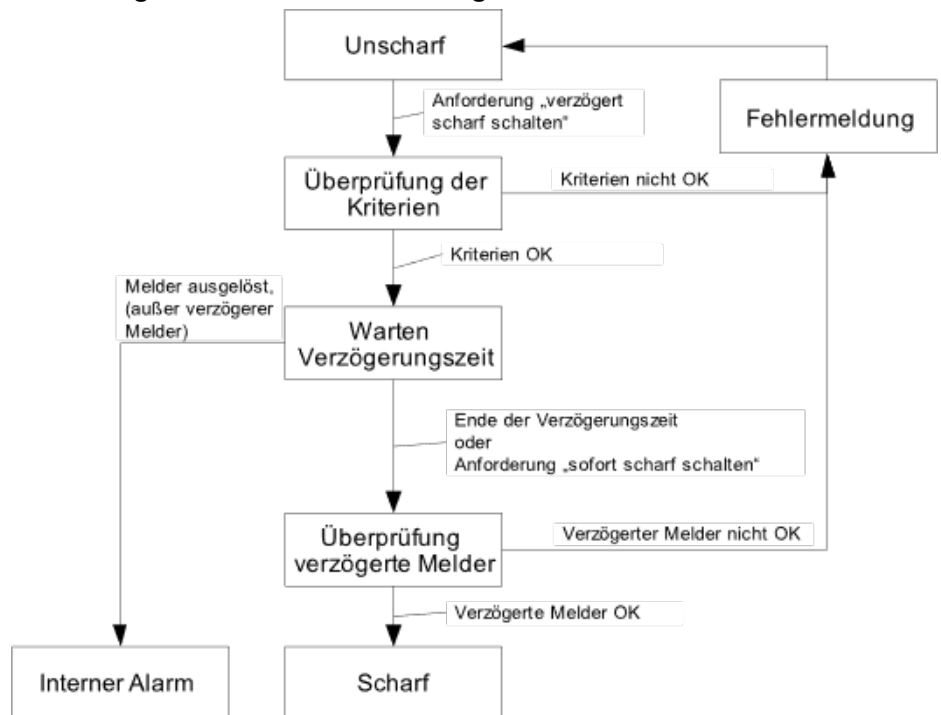 Unscharf
Anforderung „verzögert
scharf schalten“
Fehlermeldung
Überprüfung der
Kriterien
Kriterien nicht OK
Kriterien OK
Melder ausgelöst,
(außer verzögerer
Melder)
Warten
Verzögerungszeit
Ende der Verzögerungszeit
oder
Anforderung „sofort scharf schalten“
Überprüfung
verzögerte Melder
Verzögerter Melder nicht OK
Verzögerte Melder OK
Interner Alarm
Scharf